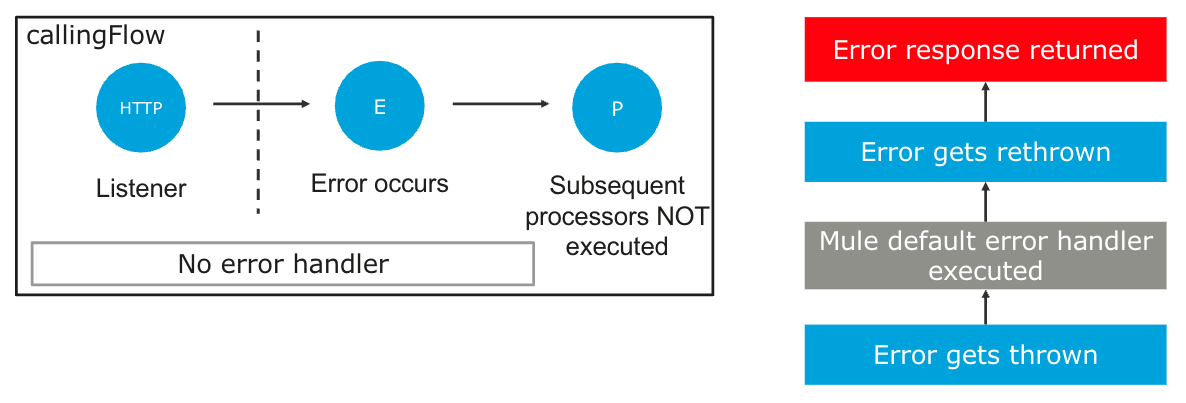 callingFlow
HTTP
E
P
Listener
Error occurs
Subsequent
processors NOT
executed
No error handler
Error response returned
Error gets rethrown
Mule default error handler
executed
Error gets thrown